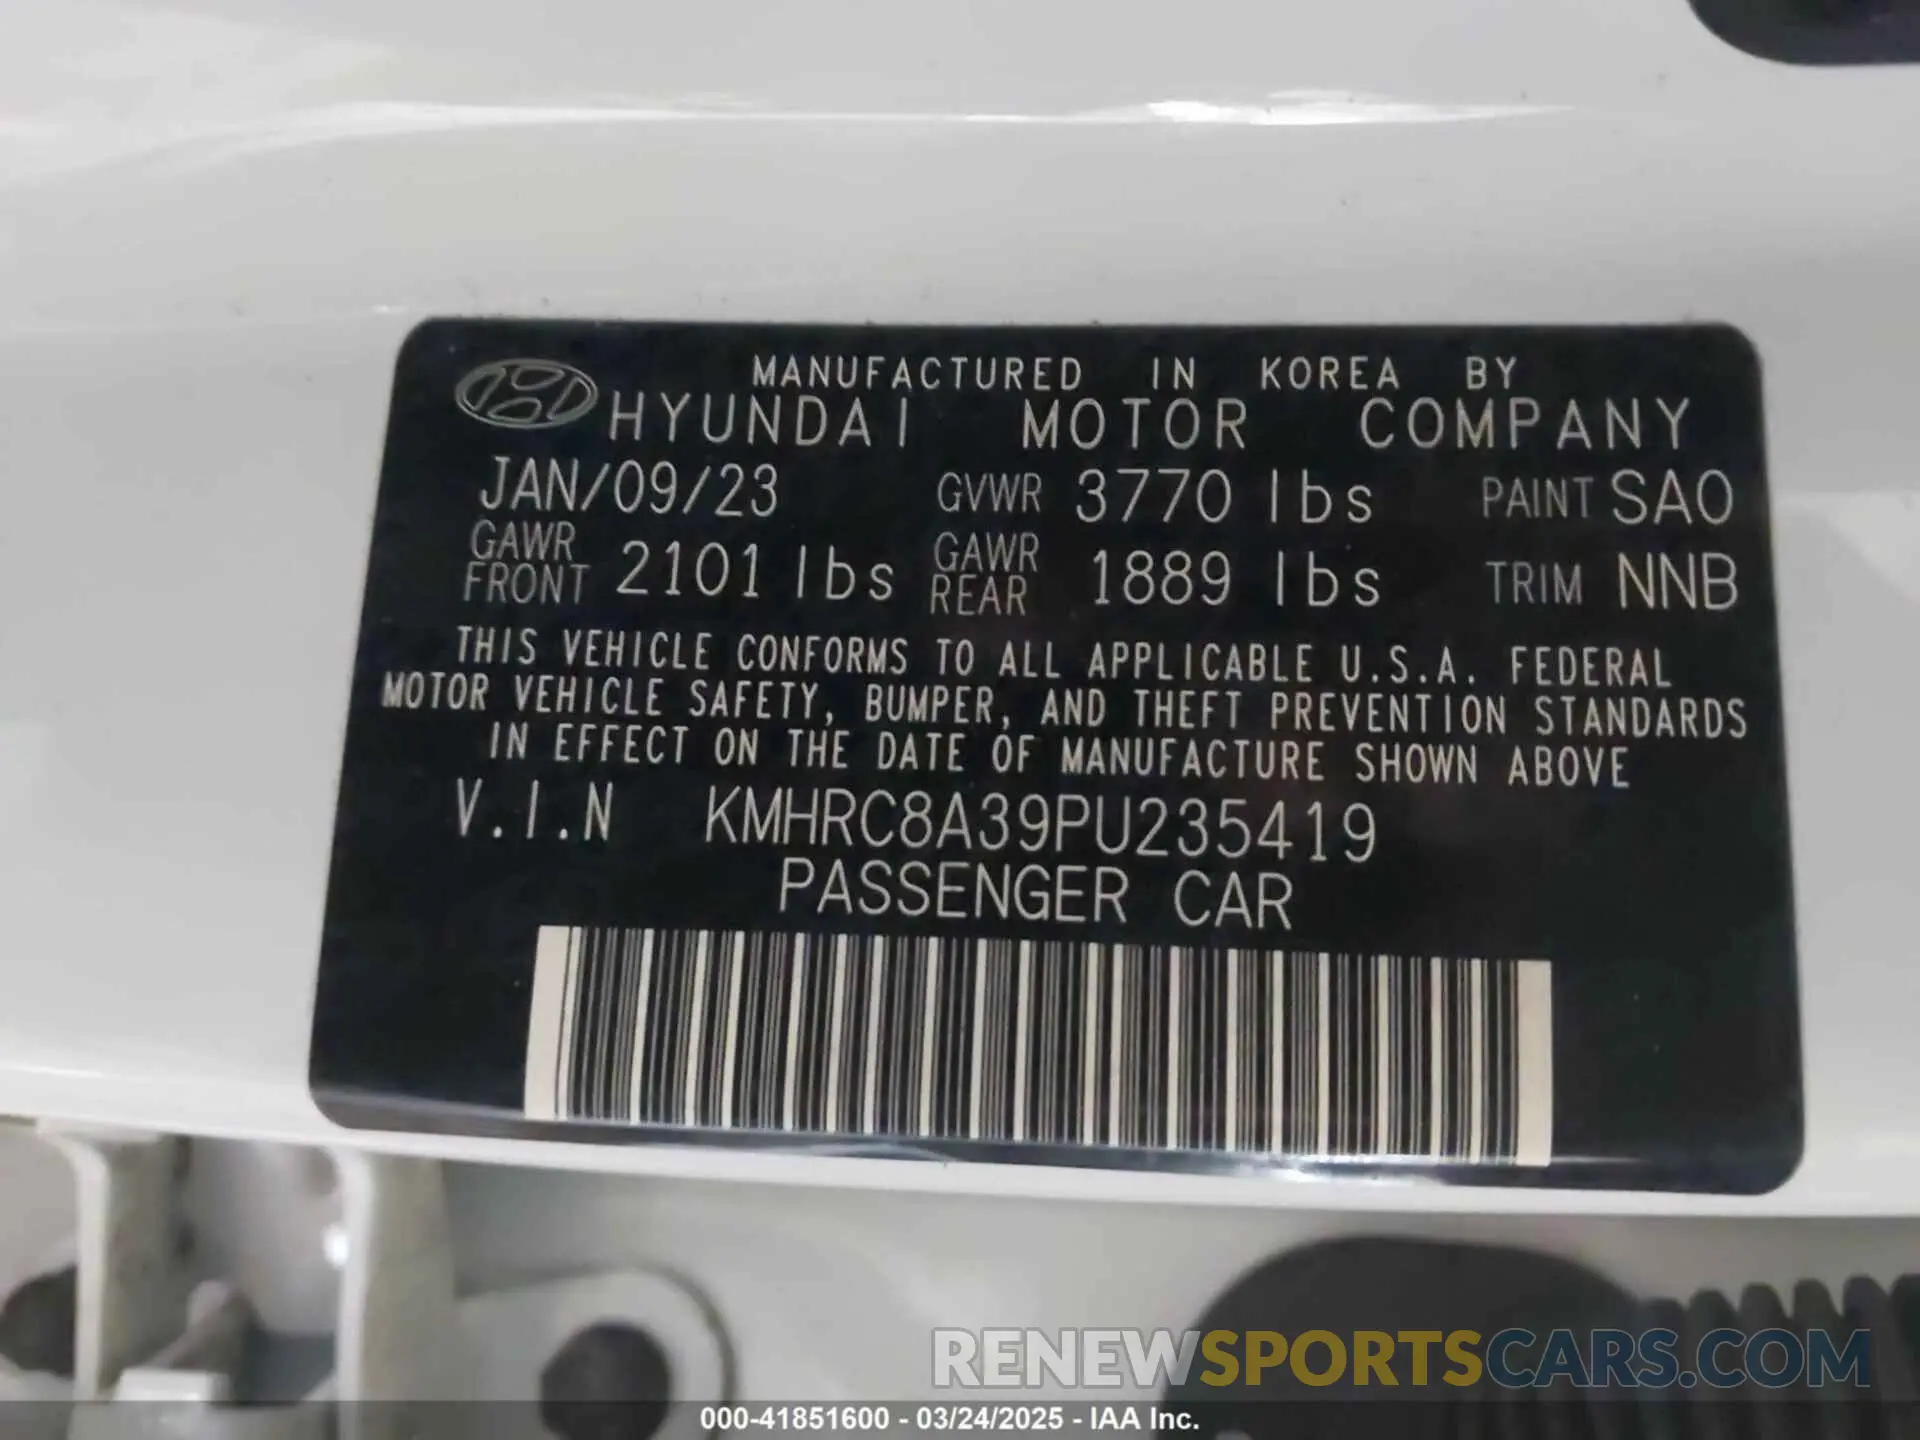 MANUFACTURED IN KOREA BY
HYUNDAI MOTOR COMPANY
JAN/09/23 GVWR 3770 lbs PAINT SAO
GAWR FRONT 2101 lbs GAWR REAR 1889 lbs TRIM NNB
THIS VEHICLE CONFORMS TO ALL APPLICABLE U.S.A. FEDERAL
MOTOR VEHICLE SAFETY, BUMPER, AND THEFT PREVENTION STANDARDS
IN EFFECT ON THE DATE OF MANUFACTURE SHOWN ABOVE
V.I.N KMHRC8A39PU235419
PASSENGER CAR
RENEWSPORTSCARS.COM
000-41851600 - 03/24/2025 - IAA Inc.